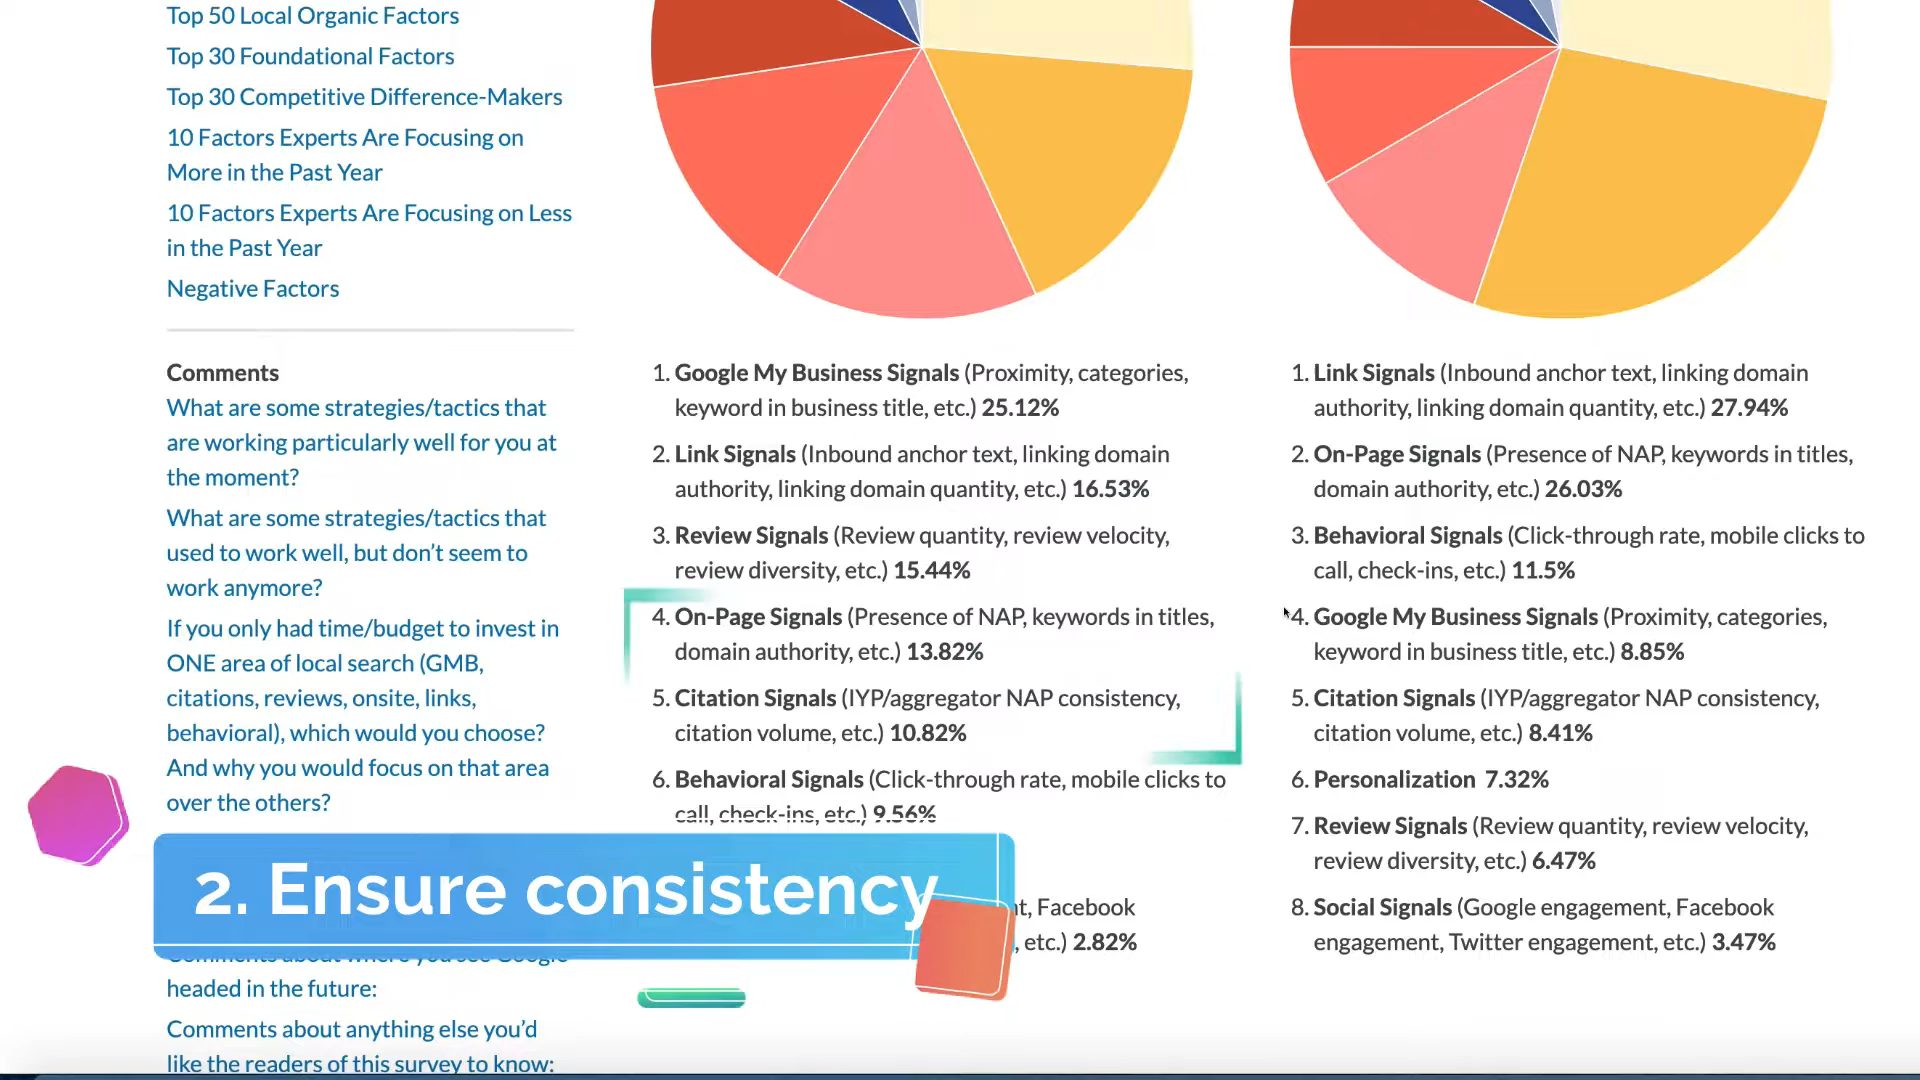 Top 50 Local Organic Factors
Top 30 Foundational Factors
Top 30 Competitive Difference-Makers
10 Factors Experts Are Focusing on
More in the Past Year
10 Factors Experts Are Focusing on Less
in the Past Year
Negative Factors
Comments
What are some strategies/tactics that
are working particularly well for you at
the moment?
What are some strategies/tactics that
used to work well, but don't seem to
work anymore?
If you only had time/budget to invest in
ONE area of local search (GMB,
citations, reviews, onsite, links,
behavioral), which would you choose?
And why you would focus on that area
over the others?
Comments about where you see Google
headed in the future:
Comments about anything else you'd
like the readers of this survey to know:
1. Google My Business Signals (Proximity, categories,
keyword in business title, etc.) 25.12%
2. Link Signals (Inbound anchor text, linking domain
authority, linking domain quantity, etc.) 16.53%
3. Review Signals (Review quantity, review velocity,
review diversity, etc.) 15.44%
4. On-Page Signals (Presence of NAP, keywords in titles,
domain authority, etc.) 13.82%
5. Citation Signals (IYP/aggregator NAP consistency,
citation volume, etc.) 10.82%
6. Behavioral Signals (Click-through rate, mobile clicks to
call, check-ins, etc.) 9.56%
Facebook
, etc.) 2.82%
1. Link Signals (Inbound anchor text, linking domain
authority, linking domain quantity, etc.) 27.94%
2. On-Page Signals (Presence of NAP, keywords in titles,
domain authority, etc.) 26.03%
3. Behavioral Signals (Click-through rate, mobile clicks to
call, check-ins, etc.) 11.5%
4. Google My Business Signals (Proximity, categories,
keyword in business title, etc.) 8.85%
5. Citation Signals (IYP/aggregator NAP consistency,
citation volume, etc.) 8.41%
6. Personalization 7.32%
7. Review Signals (Review quantity, review velocity,
review diversity, etc.) 6.47%
8. Social Signals (Google engagement, Facebook
engagement, Twitter engagement, etc.) 3.47%
2. Ensure consistency